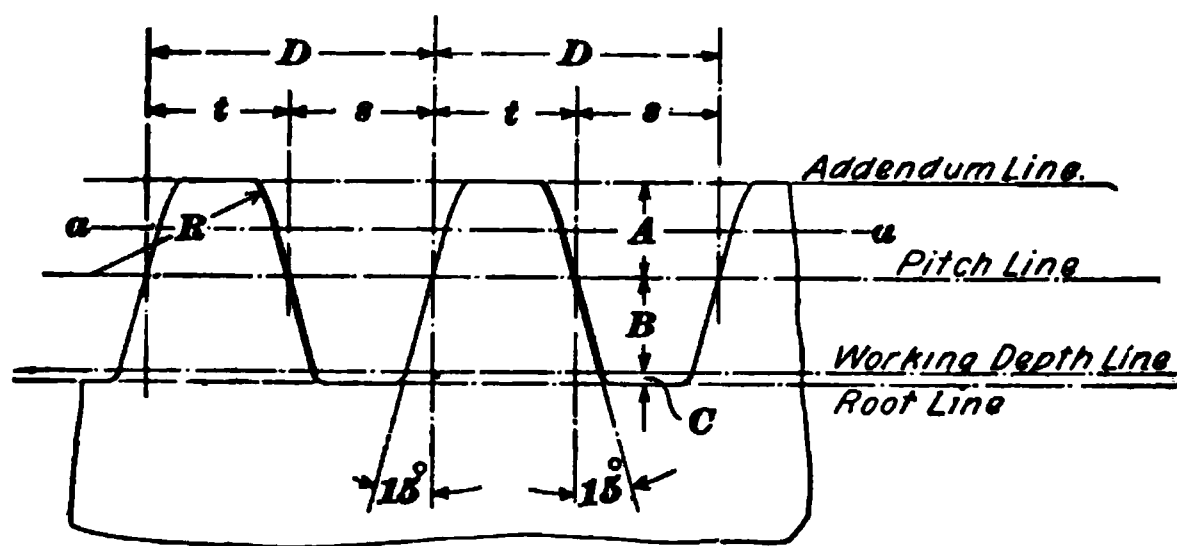 D D
t s t s
Addendum Line.
a R A a
Pitch Line
B
Working Depth Line
Root Line
C
15° 15°